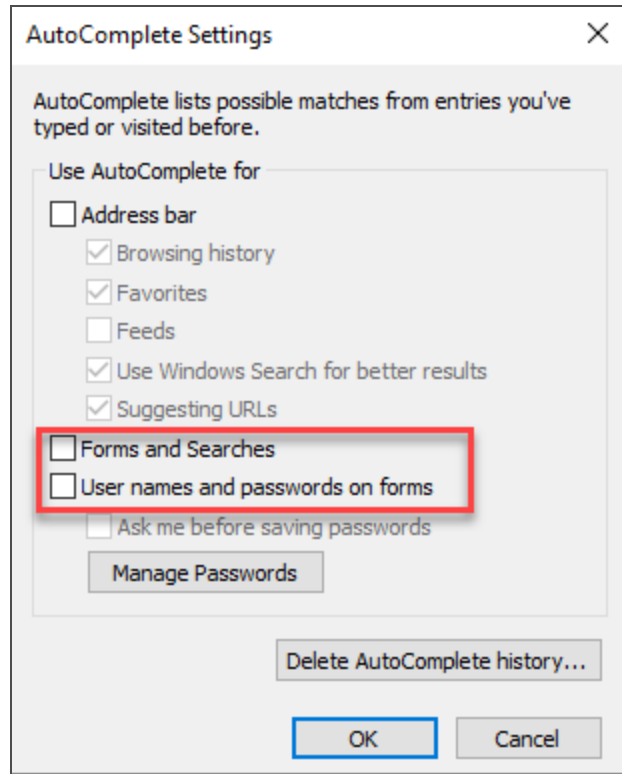 AutoComplete Settings
AutoComplete lists possible matches from entries you've
typed or visited before.
Use AutoComplete for
Address bar
Browsing history
Favorites
Feeds
Use Windows Search for better results
Suggesting URLs
Forms and Searches
User names and passwords on forms
Ask me before saving passwords
Manage Passwords
Delete AutoComplete history...
OK Cancel